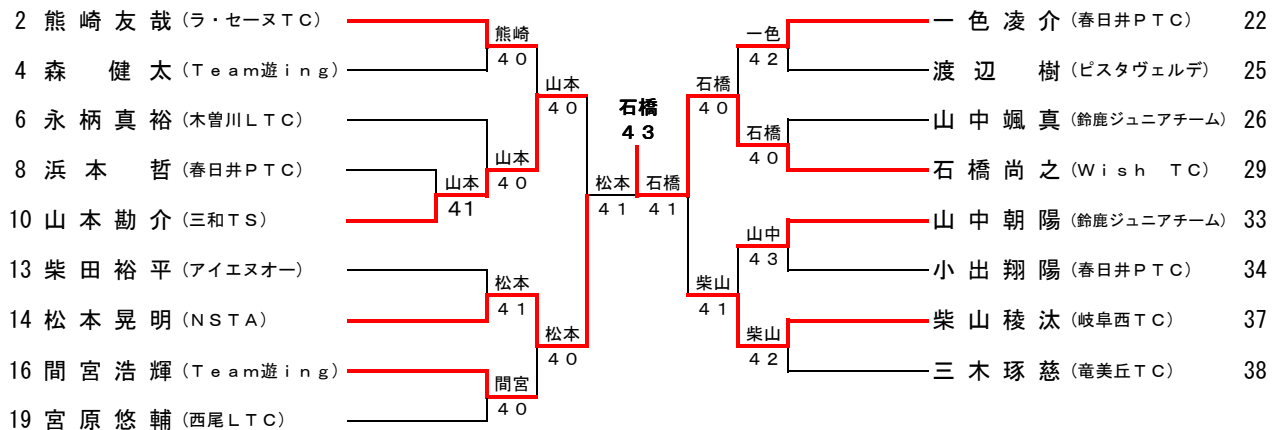 2 熊 崎 友 哉 (ラ・セーヌＴＣ)
4 森 健 太 (Ｔｅａｍ遊ｉｎｇ)
6 永 柄 真 裕 (木曽川ＬＴＣ)
8 浜 本 哲 (春日井ＰＴＣ)
10 山 本 勘 介 (三和ＴＳ)
13 柴 田 裕 平 (アイエヌオー)
14 松 本 晃 明 (ＮＳＴＡ)
16 間 宮 浩 輝 (Ｔｅａｍ遊ｉｎｇ)
19 宮 原 悠 輔 (西尾ＬＴＣ)
熊崎
４０
山本
４１
山本
４０
山本
４０
松本
４１
間宮
４０
松本
４０
松本
４１
石橋
４３
石橋
４１
石橋
４０
一色
４２
石橋
４０
柴山
４１
山中
４３
柴山
４２
一 色 凌 介 (春日井ＰＴＣ) 22
渡 辺 樹 (ピスタヴェルデ) 25
山 中 颯 真 (鈴鹿ジュニアチーム) 26
石 橋 尚 之 (Ｗｉｓｈ ＴＣ) 29
山 中 朝 陽 (鈴鹿ジュニアチーム) 33
小 出 翔 陽 (春日井ＰＴＣ) 34
柴 山 稜 汰 (岐阜西ＴＣ) 37
三 木 琢 慈 (竜美丘ＴＣ) 38